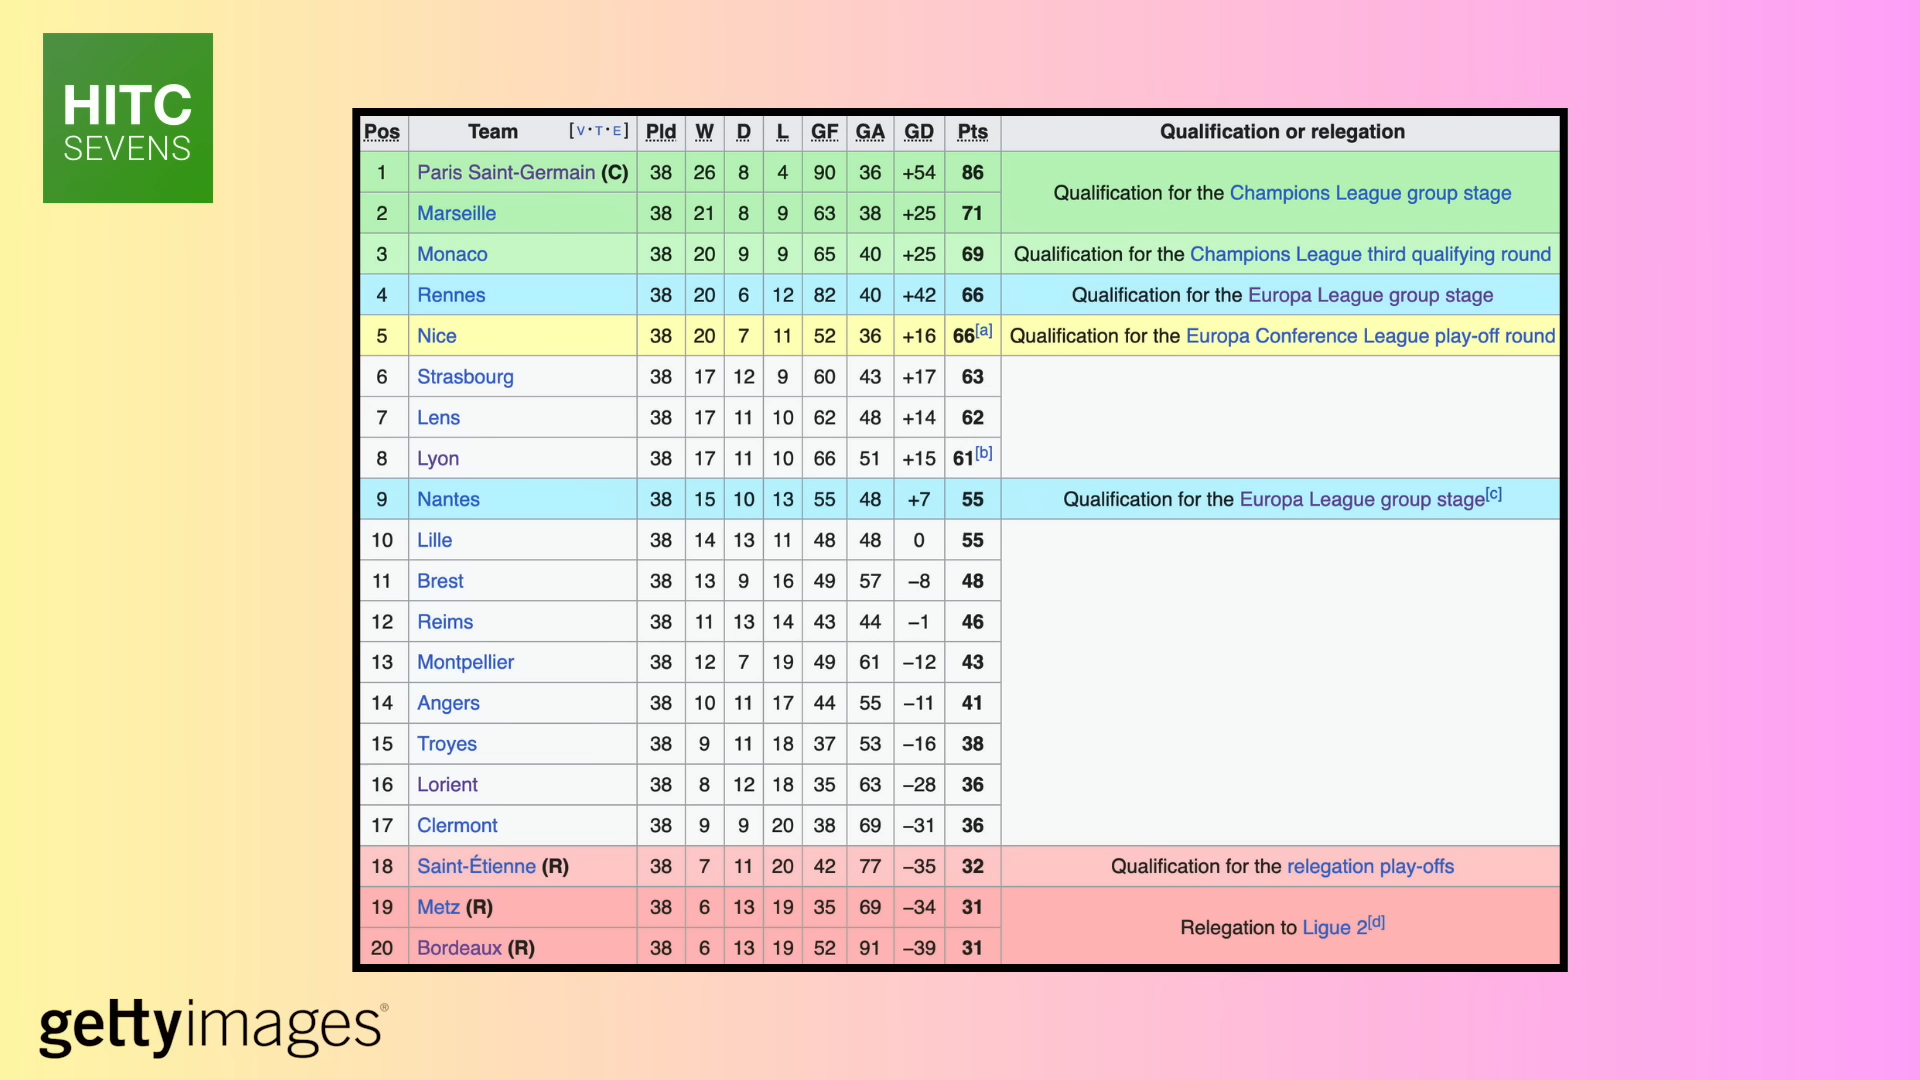 HITC
SEVENS
Pos Team [V·T·E] Pld W D L GF GA GD Pts Qualification or relegation
1 Paris Saint-Germain (C) 38 26 8 4 90 36 +54 86
Qualification for the Champions League group stage
2 Marseille 38 21 8 9 63 38 +25 71
3 Monaco 38 20 9 9 65 40 +25 69 Qualification for the Champions League third qualifying round
4 Rennes 38 20 6 12 82 40 +42 66 Qualification for the Europa League group stage
5 Nice 38 20 7 11 52 36 +16 66[a] Qualification for the Europa Conference League play-off round
6 Strasbourg 38 17 12 9 60 43 +17 63
7 Lens 38 17 11 10 62 48 +14 62
8 Lyon 38 17 11 10 66 51 +15 61[b]
9 Nantes 38 15 10 13 55 48 +7 55 Qualification for the Europa League group stage[c]
10 Lille 38 14 13 11 48 48 0 55
11 Brest 38 13 9 16 49 57 −8 48
12 Reims 38 11 13 14 43 44 −1 46
13 Montpellier 38 12 7 19 49 61 −12 43
14 Angers 38 10 11 17 44 55 −11 41
15 Troyes 38 9 11 18 37 53 −16 38
16 Lorient 38 8 12 18 35 63 −28 36
17 Clermont 38 9 9 20 38 69 −31 36
18 Saint-Étienne (R) 38 7 11 20 42 77 −35 32 Qualification for the relegation play-offs
19 Metz (R) 38 6 13 19 35 69 −34 31
Relegation to Ligue 2[d]
20 Bordeaux (R) 38 6 13 19 52 91 −39 31
gettyimages®